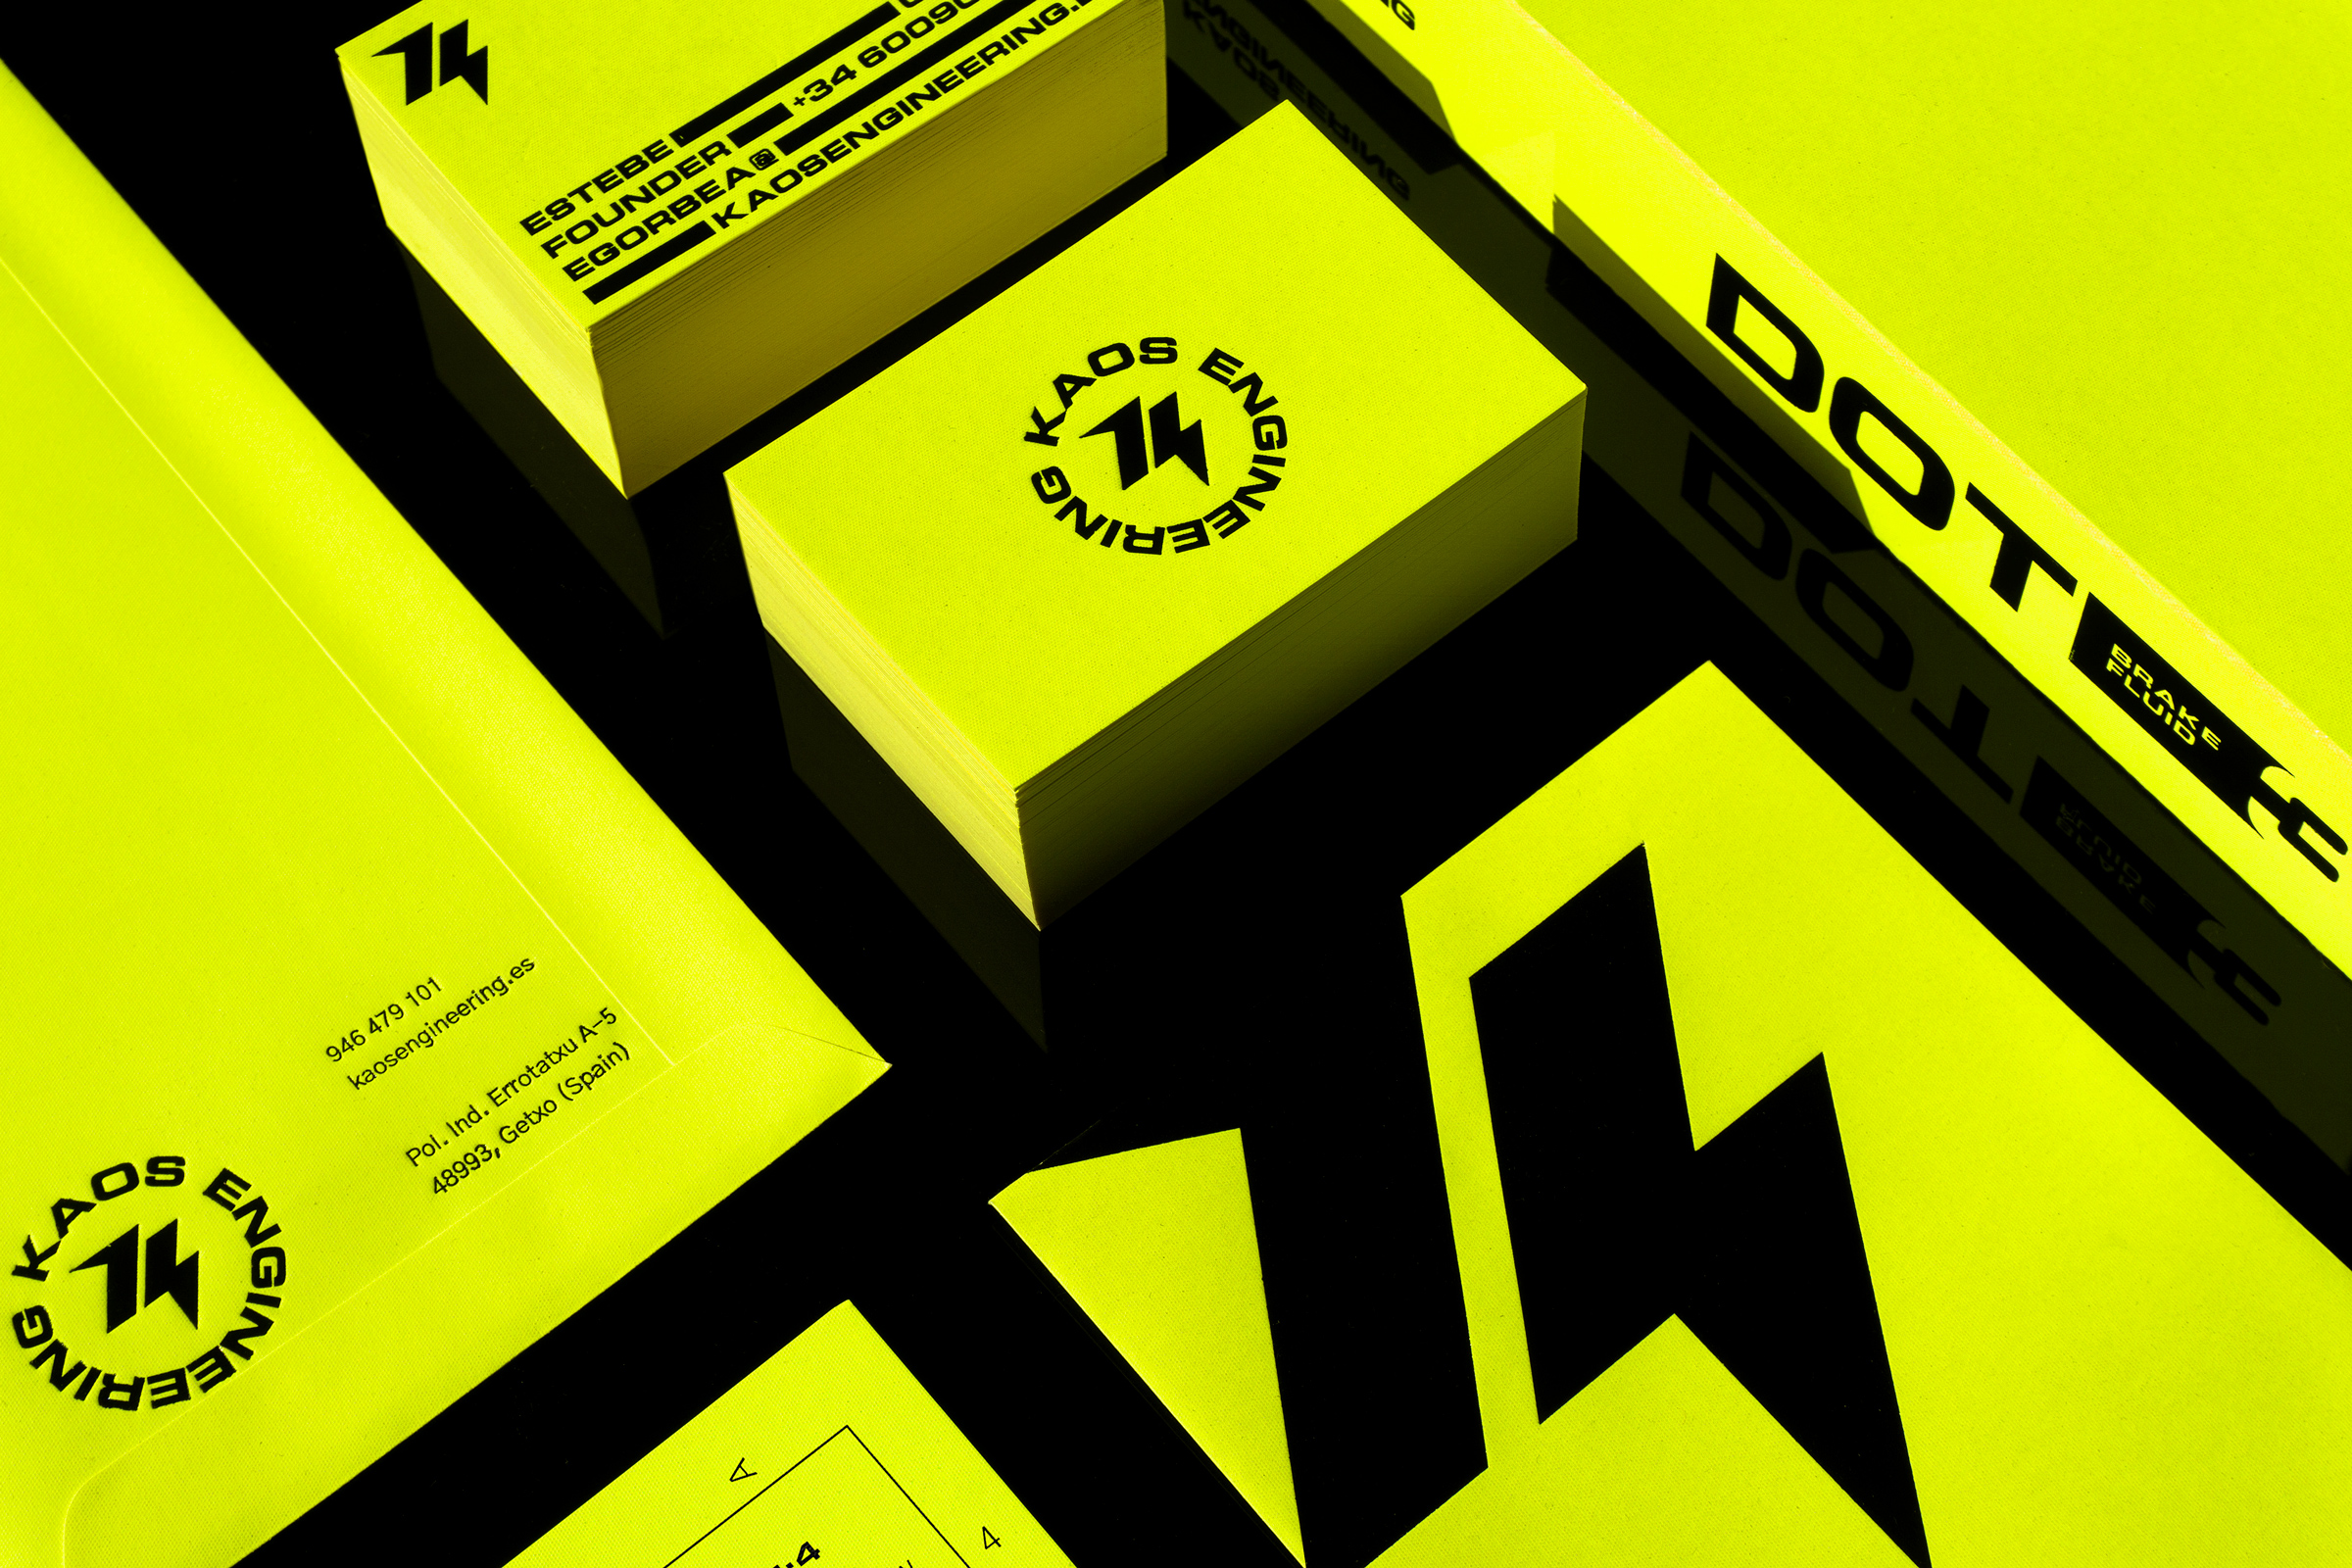 ESTEBE
FOUNDER +34 60090
EGORBEA@
KAOSENGINEERING.
KAOS ENGINEERING
DOT
BRAKE
FLUID
946 479 101
kaosengineering.es
Pol. Ind. Errotatxu A-5
48993, Getxo (Spain)
KAOS ENGINEERING
A
4